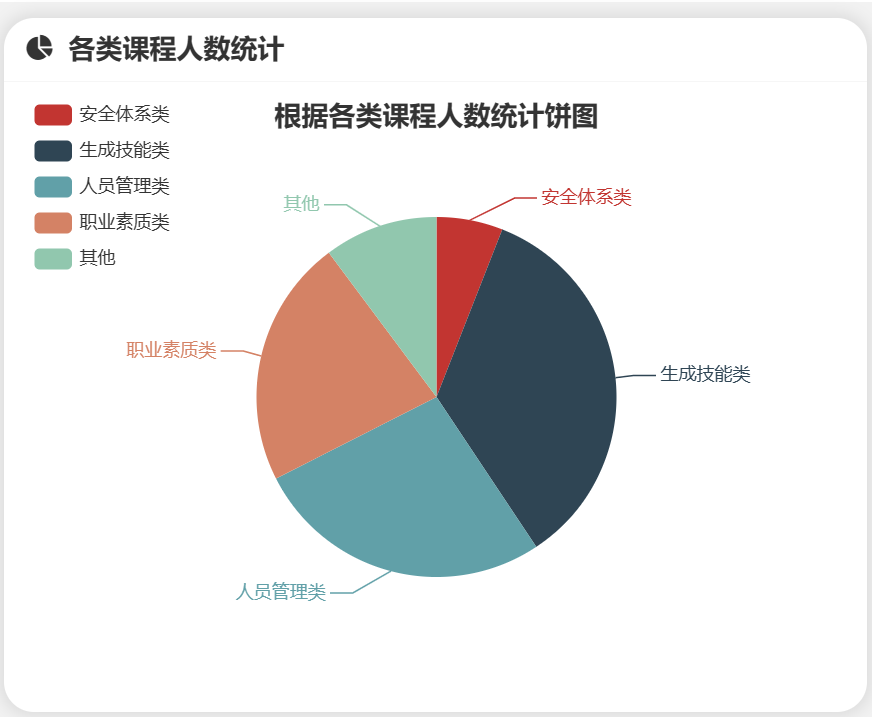 各类课程人数统计
根据各类课程人数统计饼图
安全体系类
生成技能类
人员管理类
职业素质类
其他
其他
安全体系类
职业素质类
生成技能类
人员管理类